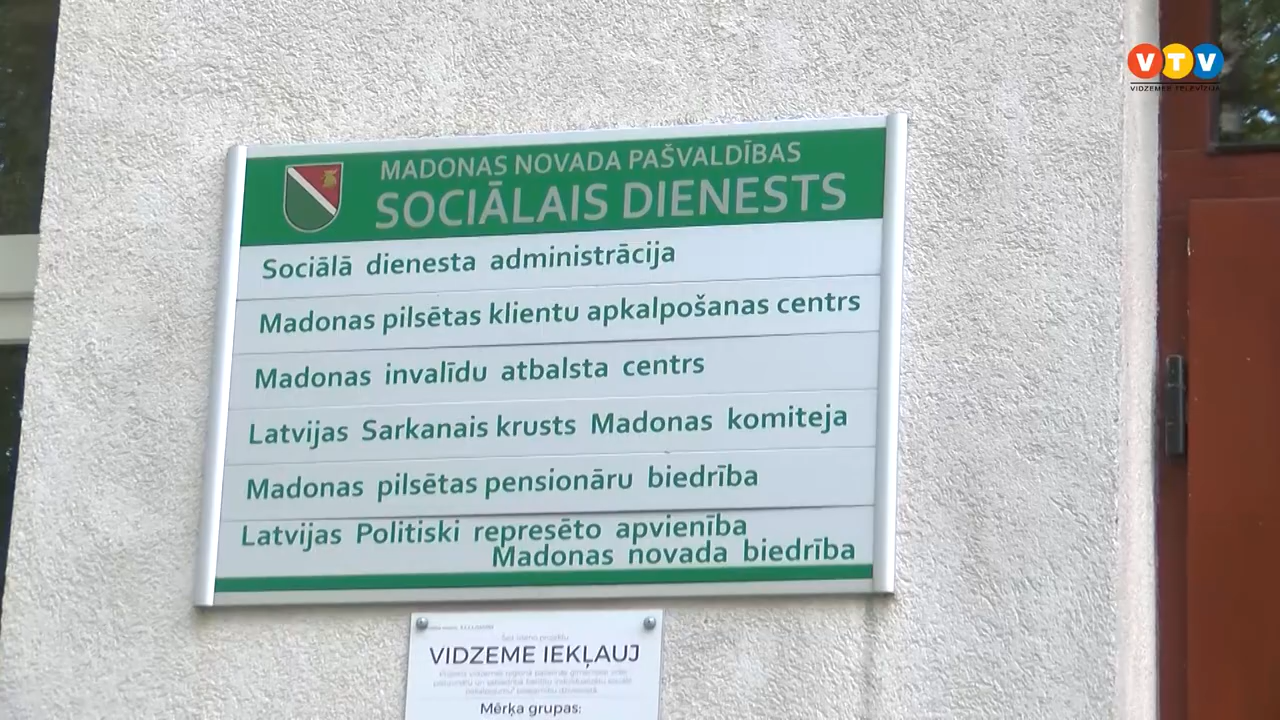 VTV
VIDZEMES TELEVĪZIJA
MADONAS NOVADA PAŠVALDĪBAS
SOCIĀLAIS DIENESTS
Sociālā dienesta administrācija
Madonas pilsētas klientu apkalpošanas centrs
Madonas invalīdu atbalsta centrs
Latvijas Sarkanais krusts Madonas komiteja
Madonas pilsētas pensionāru biedrība
Latvijas Politiski represēto apvienība
Madonas novada biedrība
VIDZEME IEKĻAUJ
Mērķa grupas: